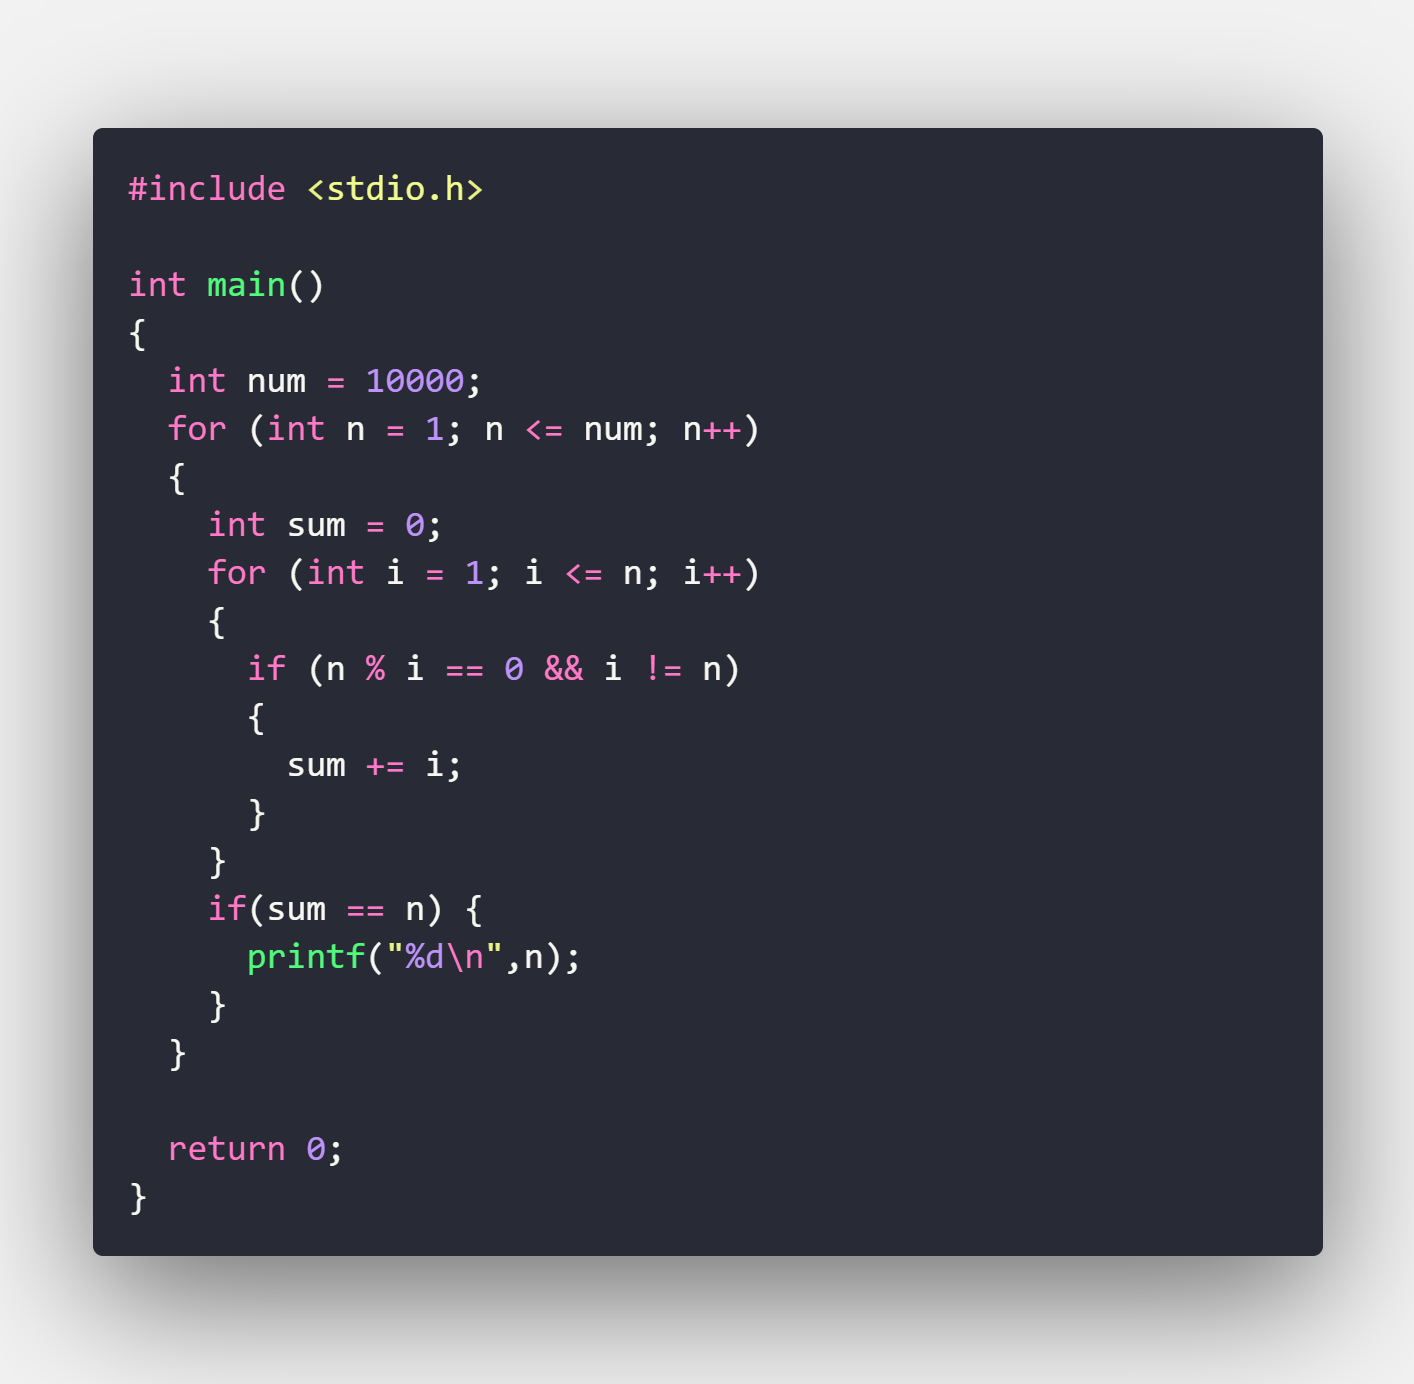 #include <stdio.h>

int main()
{
  int num = 10000;
  for (int n = 1; n <= num; n++)
  {
    int sum = 0;
    for (int i = 1; i <= n; i++)
    {
      if (n % i == 0 && i != n)
      {
        sum += i;
      }
    }
    if(sum == n) {
      printf("%d\n",n);
    }
  }

  return 0;
}